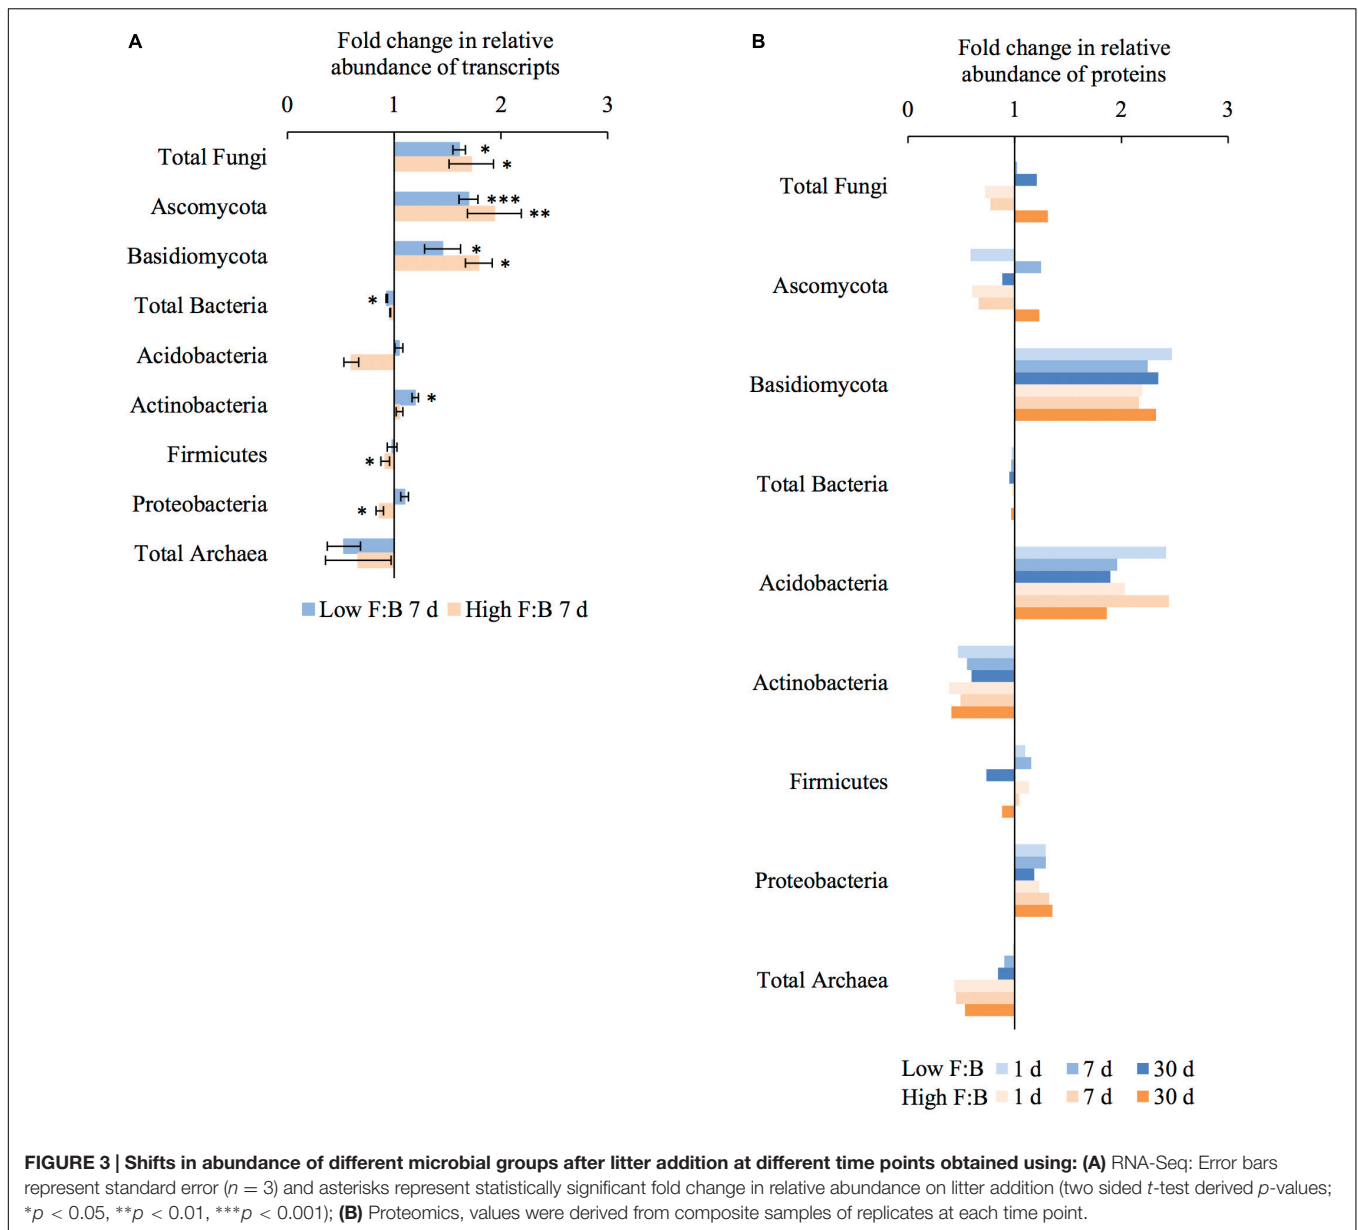 A
Fold change in relative
abundance of transcripts
0 1 2 3
Total Fungi * *
Ascomycota *** **
Basidiomycota * *
Total Bacteria *
Acidobacteria
Actinobacteria *
Firmicutes *
Proteobacteria *
Total Archaea
Low F:B 7 d High F:B 7 d
B
Fold change in relative
abundance of proteins
0 1 2 3
Total Fungi
Ascomycota
Basidiomycota
Total Bacteria
Acidobacteria
Actinobacteria
Firmicutes
Proteobacteria
Total Archaea
Low F:B 1 d 7 d 30 d
High F:B 1 d 7 d 30 d
FIGURE 3 | Shifts in abundance of different microbial groups after litter addition at different time points obtained using: (A) RNA-Seq: Error bars
represent standard error (n = 3) and asterisks represent statistically significant fold change in relative abundance on litter addition (two sided t-test derived p-values;
*p < 0.05, **p < 0.01, ***p < 0.001); (B) Proteomics, values were derived from composite samples of replicates at each time point.